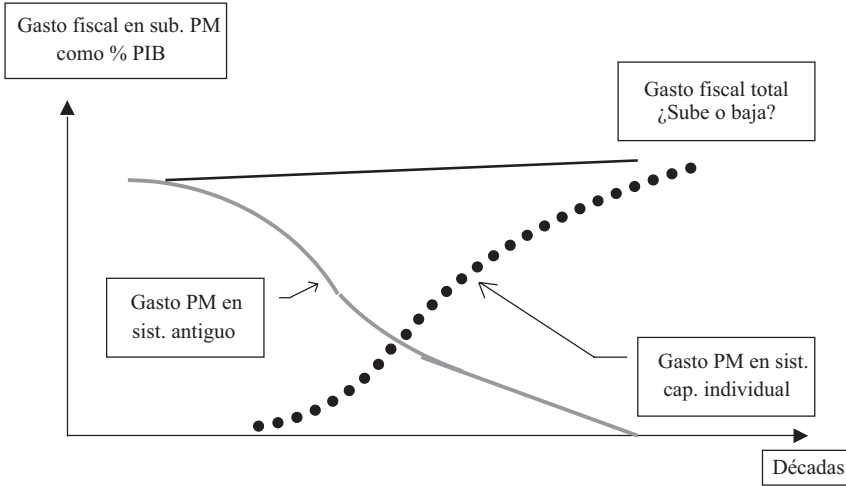 Gasto fiscal en sub. PM
como % PIB
Gasto fiscal total
¿Sube o baja?
Gasto PM en
sist. antiguo
Gasto PM en sist.
cap. individual
Décadas